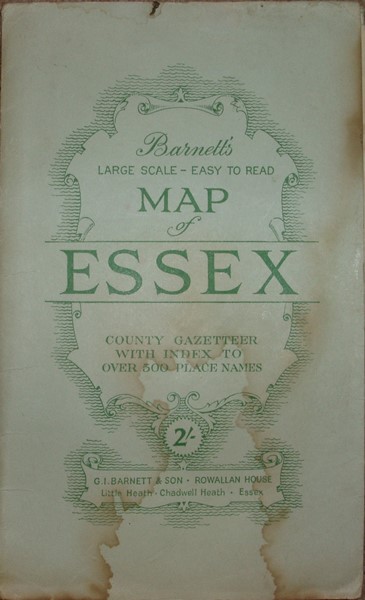 Barnett's
LARGE SCALE - EASY TO READ
MAP
of
ESSEX
COUNTY GAZETTEER
WITH INDEX TO
OVER 500 PLACE NAMES
2/-
G.I. BARNETT & SON · ROWALLAN HOUSE
Little Heath · Chadwell Heath · Essex